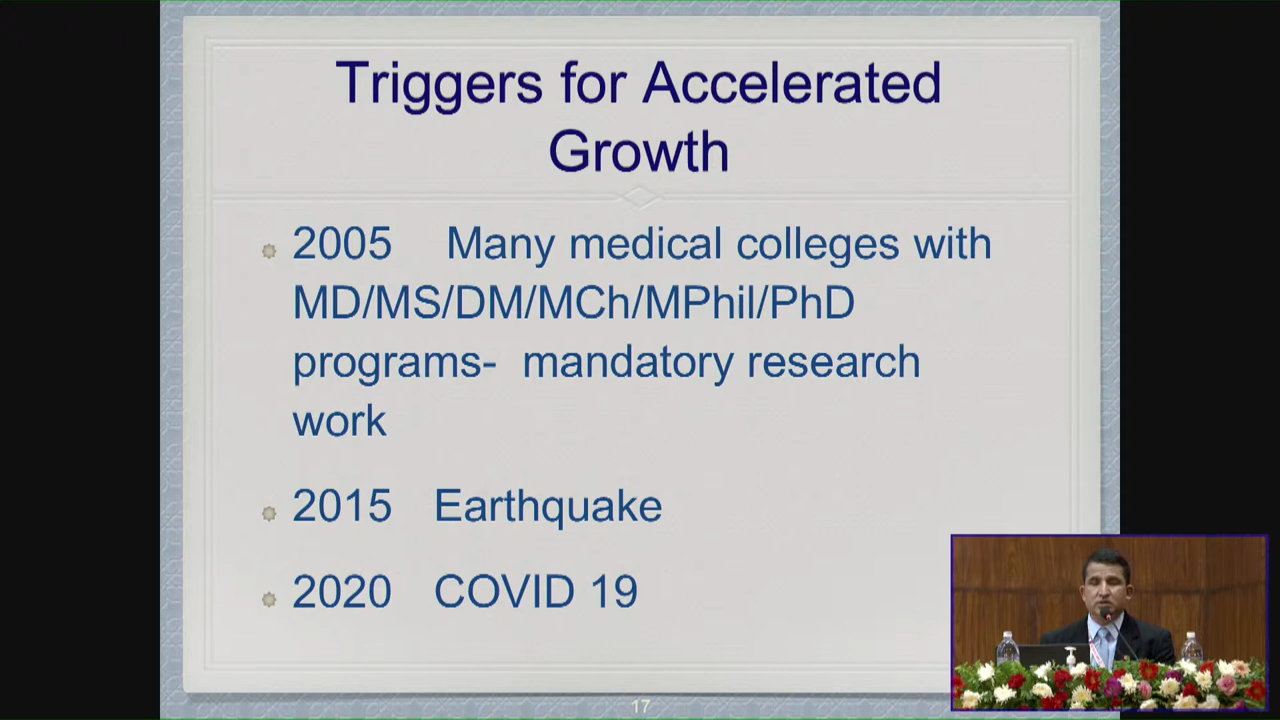 Triggers for Accelerated
Growth
2005 Many medical colleges with
MD/MS/DM/MCh/MPhil/PhD
programs- mandatory research
work
2015 Earthquake
2020 COVID 19
17